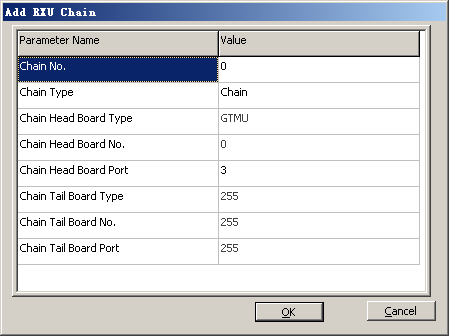 Add RXU Chain
Parameter Name Value
Chain No. 0
Chain Type Chain
Chain Head Board Type GTMU
Chain Head Board No. 0
Chain Head Board Port 3
Chain Tail Board Type 255
Chain Tail Board No. 255
Chain Tail Board Port 255
OK Cancel